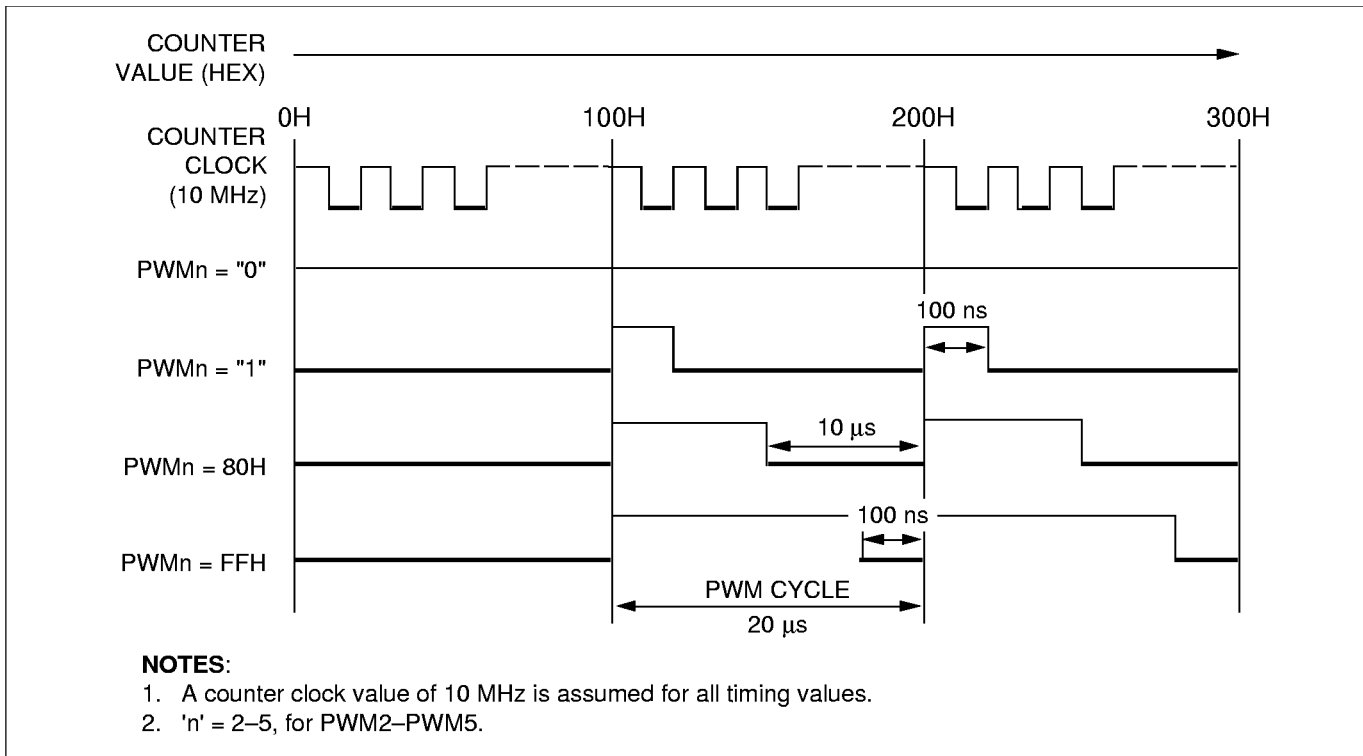 COUNTER
VALUE (HEX)
0H 100H 200H 300H
COUNTER
CLOCK
(10 MHz)
PWMn = "0"
100 ns
PWMn = "1"
10 µs
PWMn = 80H
100 ns
PWMn = FFH
PWM CYCLE
20 µs
NOTES:
1. A counter clock value of 10 MHz is assumed for all timing values.
2. 'n' = 2–5, for PWM2–PWM5.